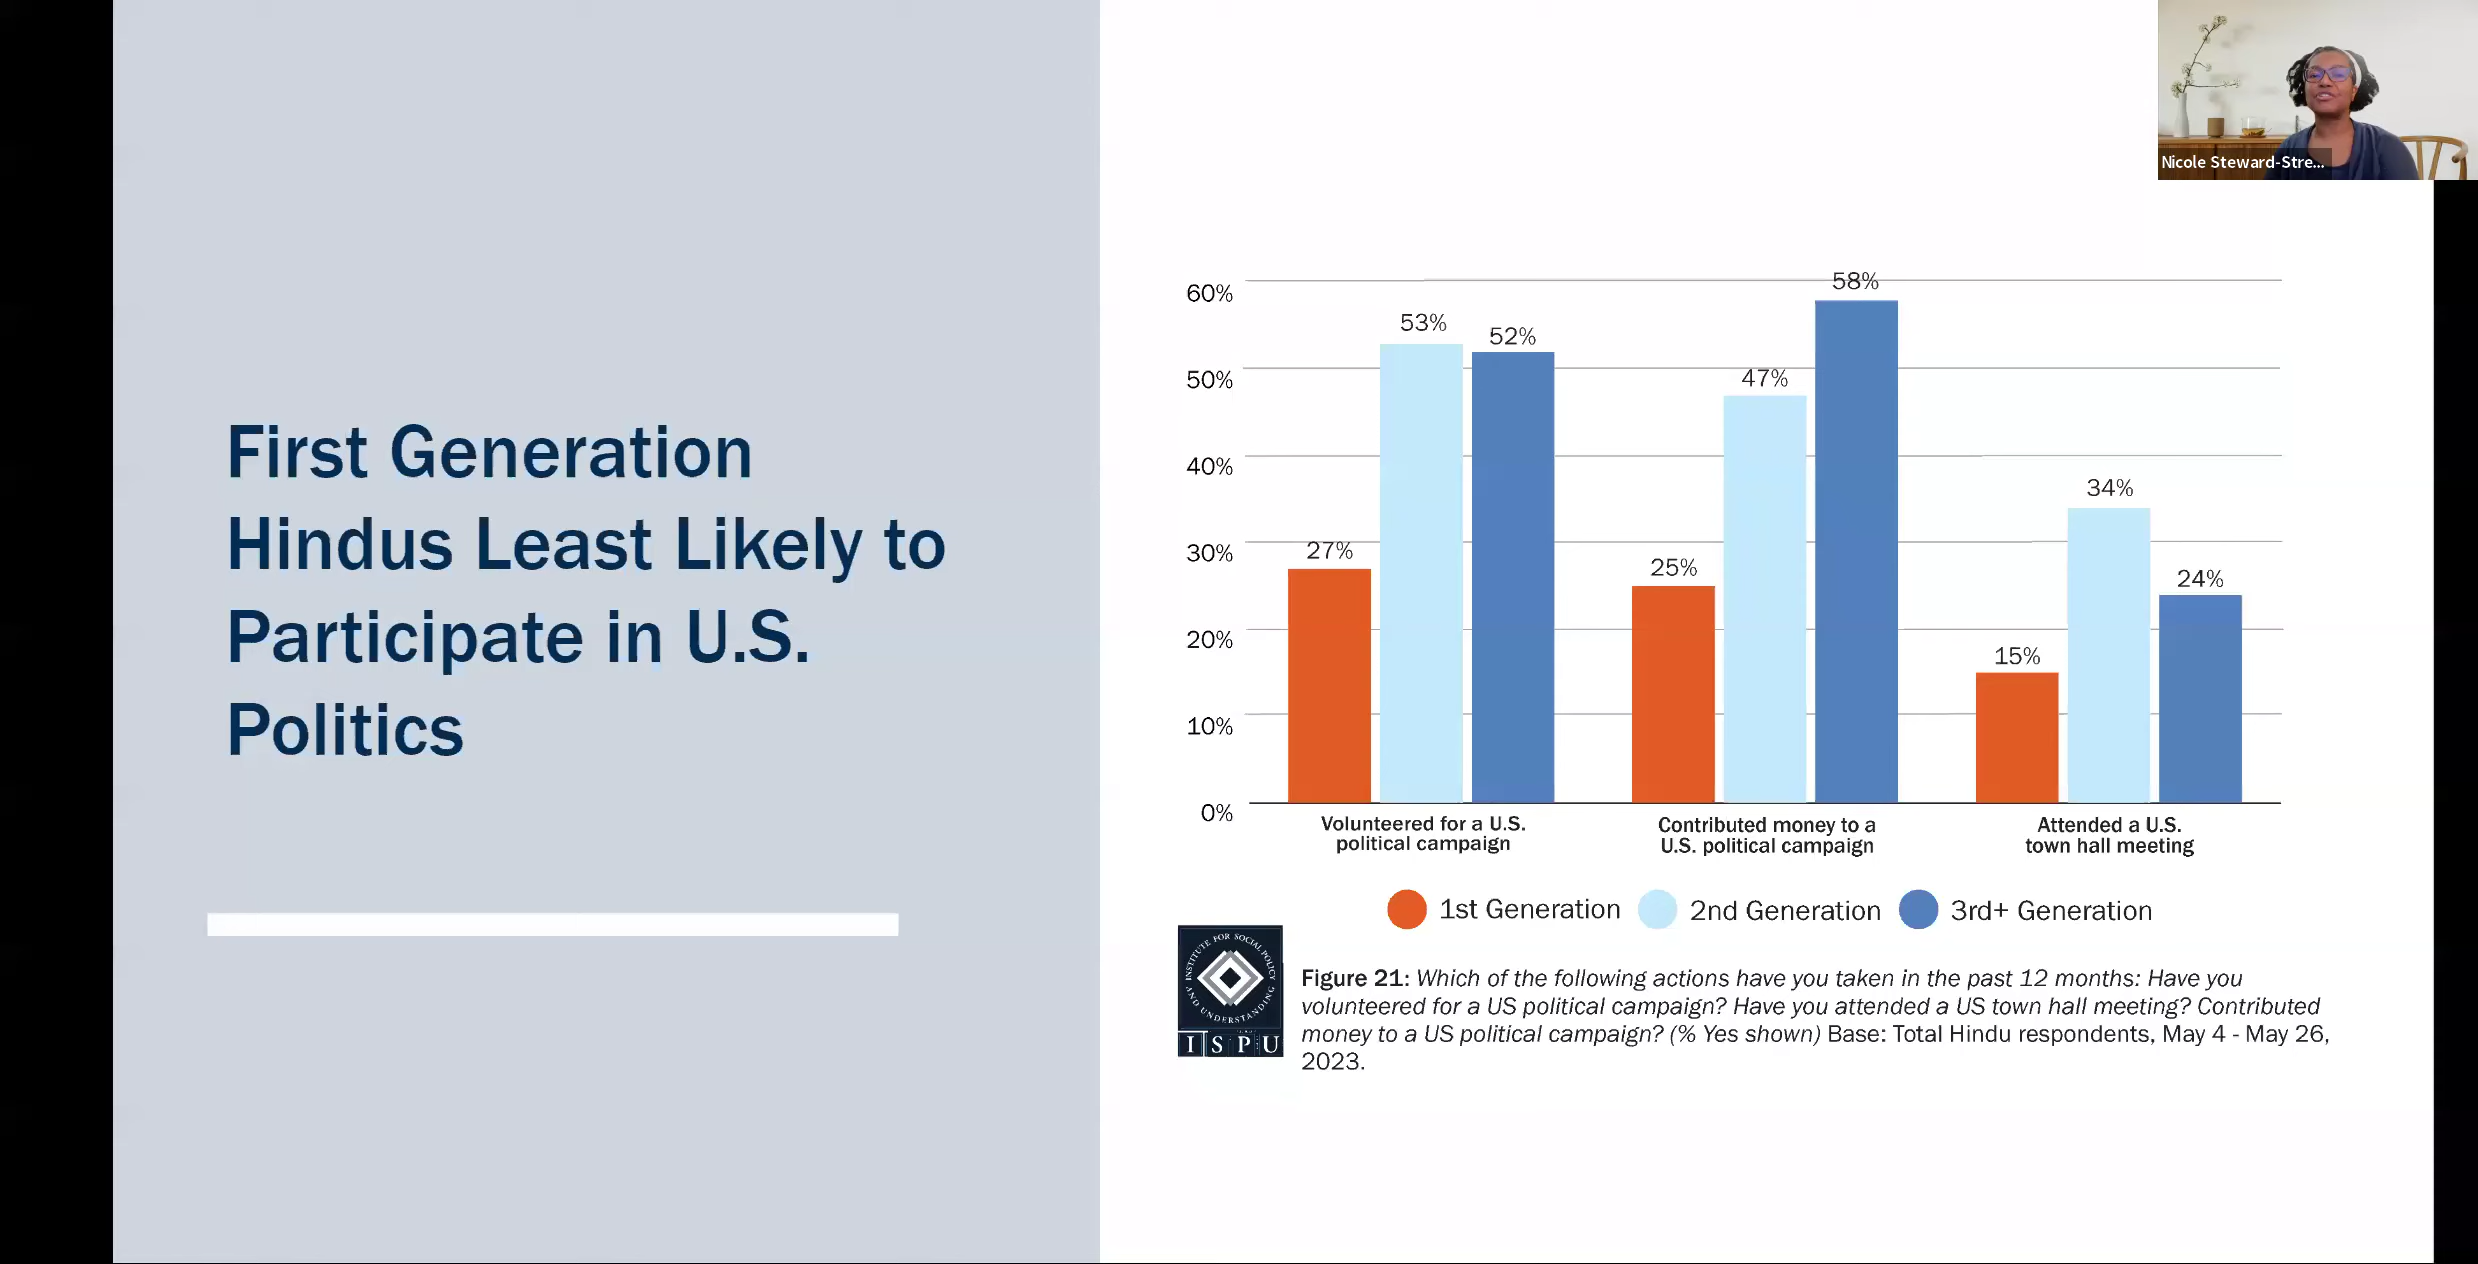 Nicole Steward-Stre...
First Generation
Hindus Least Likely to
Participate in U.S.
Politics
60%
50%
40%
30%
20%
10%
0%
27%
53%
52%
25%
47%
58%
15%
34%
24%
Volunteered for a U.S.
political campaign
Contributed money to a
U.S. political campaign
Attended a U.S.
town hall meeting
1st Generation 2nd Generation 3rd+ Generation
INSTITUTE FOR SOCIAL POLICY
AND UNDERSTANDING
ISPU
Figure 21: Which of the following actions have you taken in the past 12 months: Have you
volunteered for a US political campaign? Have you attended a US town hall meeting? Contributed
money to a US political campaign? (% Yes shown) Base: Total Hindu respondents, May 4 - May 26,
2023.